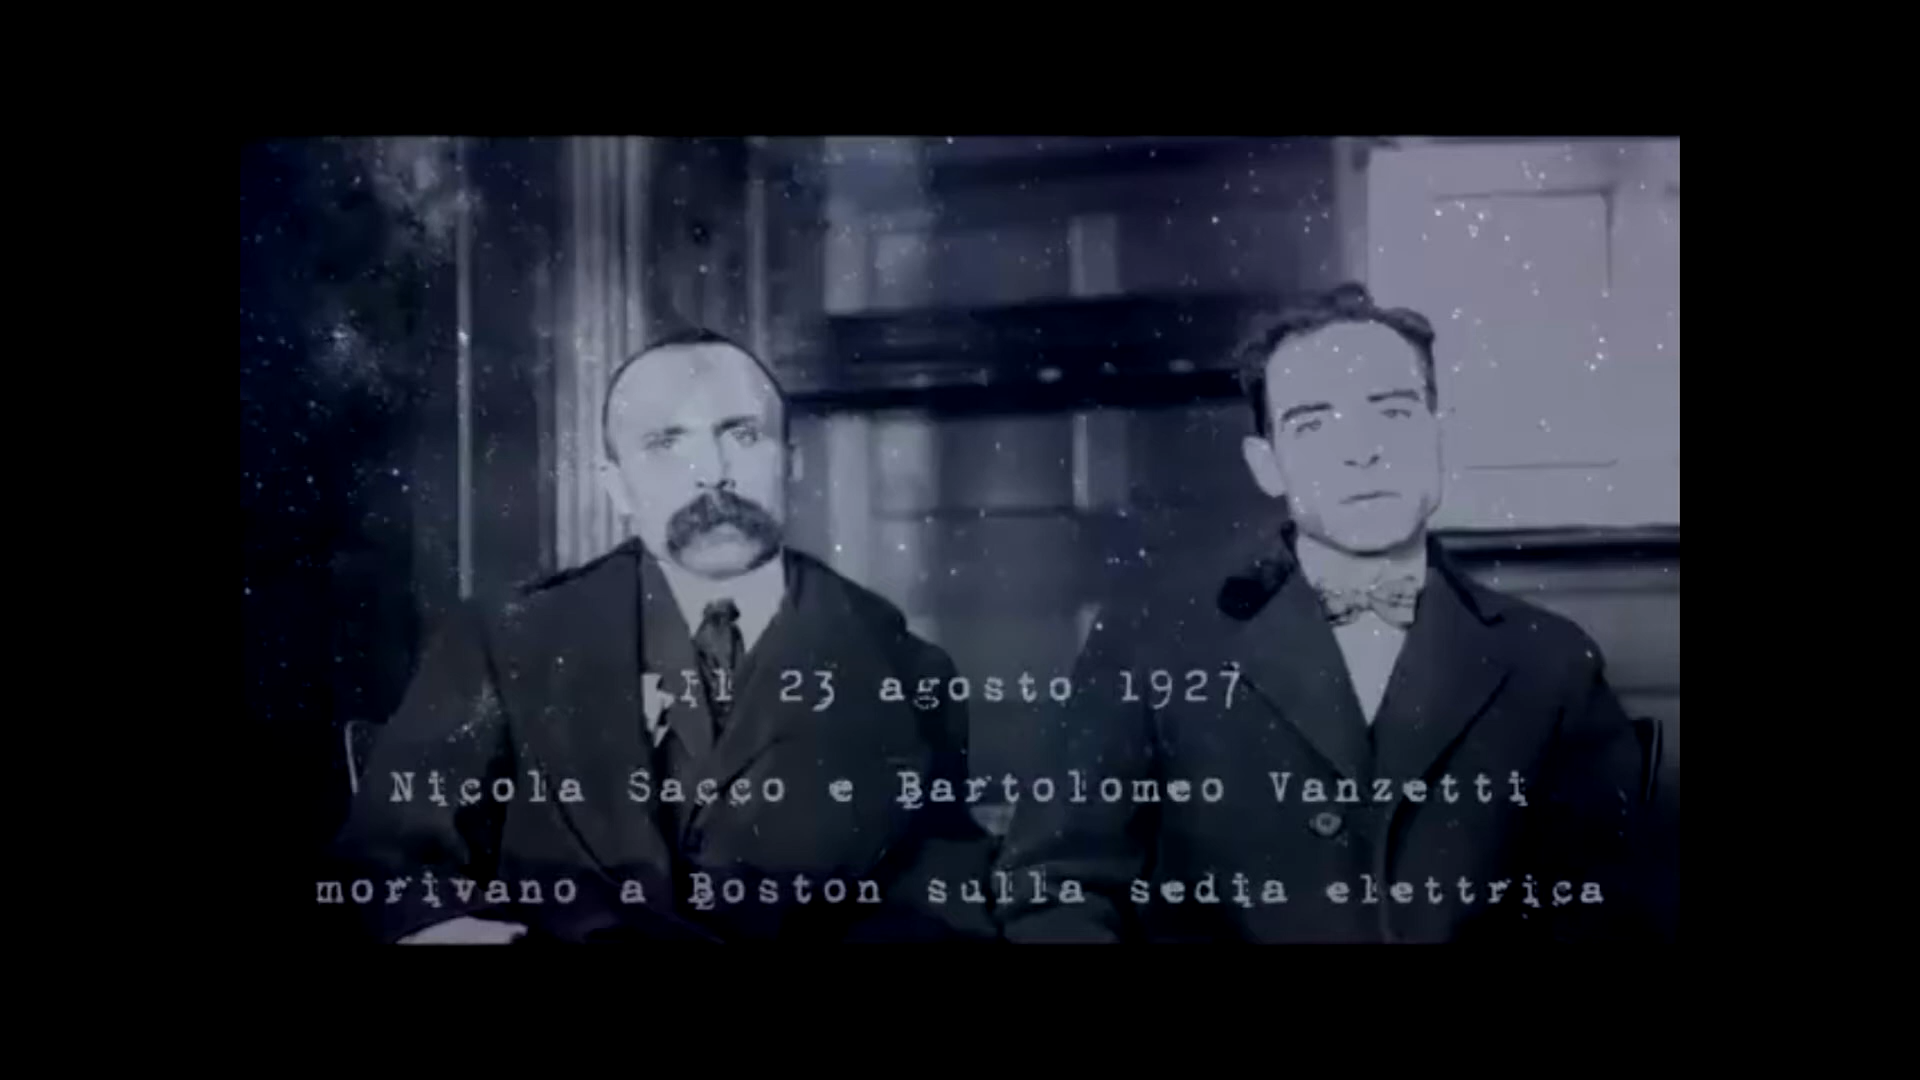 Il 23 agosto 1927
Nicola Sacco e Bartolomeo Vanzetti
morivano a Boston sulla sedia elettrica